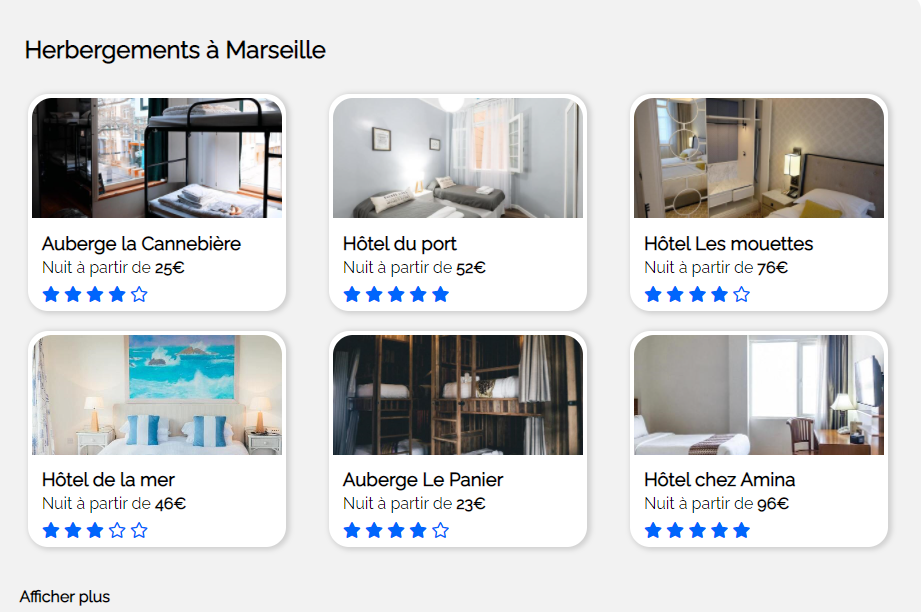 Herbergements à Marseille
Auberge la Cannebière
Nuit à partir de 25€
Hôtel du port
Nuit à partir de 52€
Hôtel Les mouettes
Nuit à partir de 76€
Hôtel de la mer
Nuit à partir de 46€
Auberge Le Panier
Nuit à partir de 23€
Hôtel chez Amina
Nuit à partir de 96€
Afficher plus